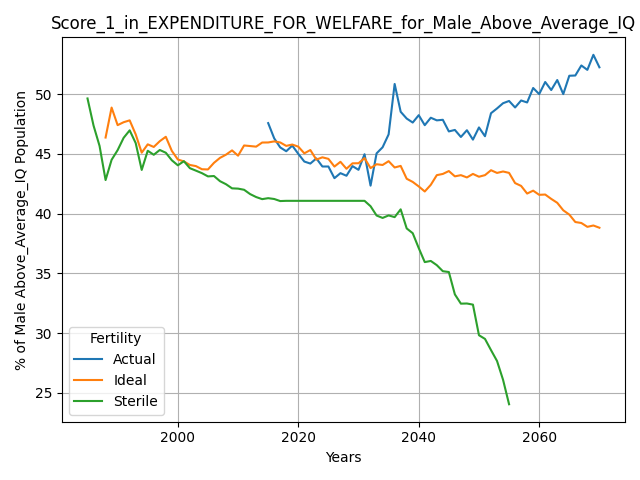 Score_1_in_EXPENDITURE_FOR_WELFARE_for_Male_Above_Average_IQ
% of Male Above_Average_IQ Population
50
45
40
35
30
25
Fertility
Actual
Ideal
Sterile
2000
2020
2040
2060
Years